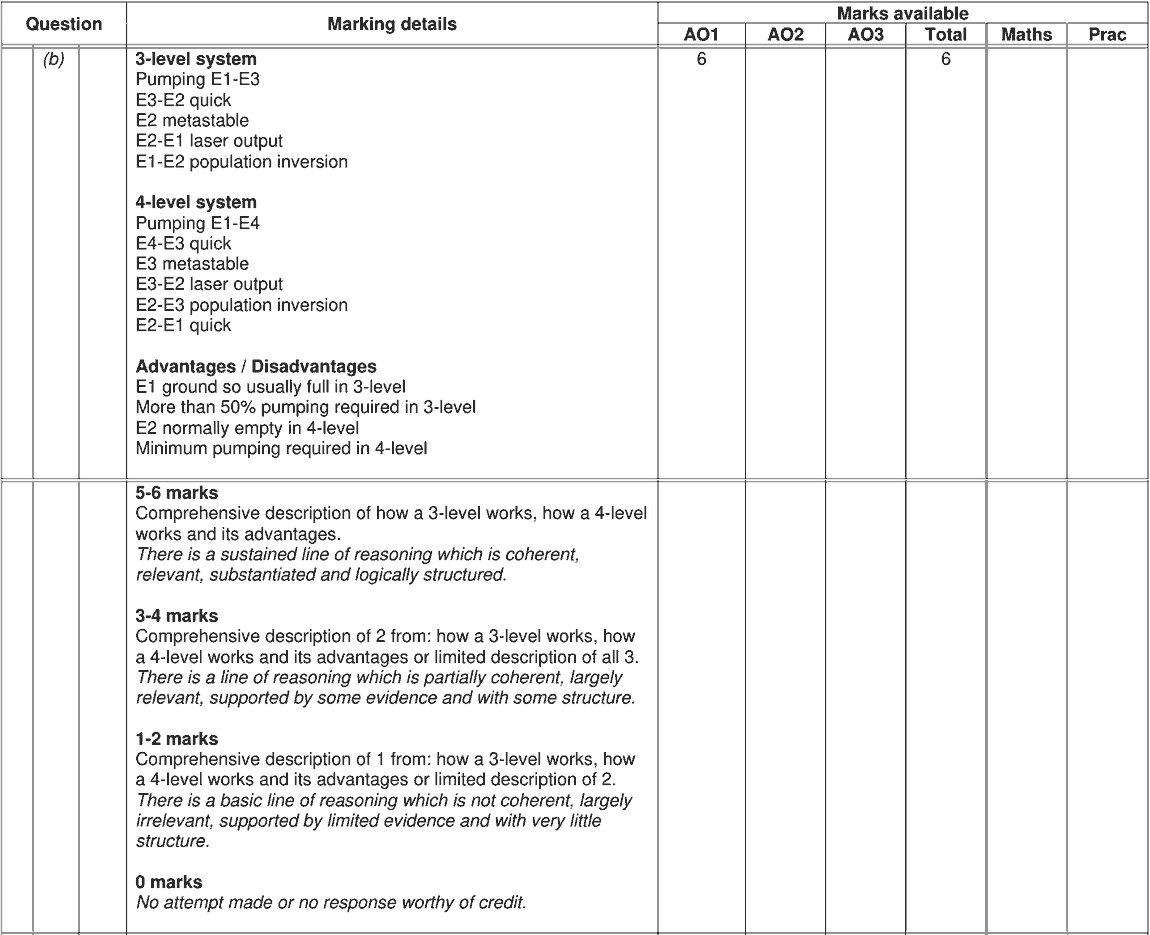 Question
Marking details
Marks available
AO1 AO2 AO3 Total Maths Prac
(b) 3-level system 6 6
Pumping E1-E3
E3-E2 quick
E2 metastable
E2-E1 laser output
E1-E2 population inversion
4-level system
Pumping E1-E4
E4-E3 quick
E3 metastable
E3-E2 laser output
E2-E3 population inversion
E2-E1 quick
Advantages / Disadvantages
E1 ground so usually full in 3-level
More than 50% pumping required in 3-level
E2 normally empty in 4-level
Minimum pumping required in 4-level
5-6 marks
Comprehensive description of how a 3-level works, how a 4-level
works and its advantages.
There is a sustained line of reasoning which is coherent,
relevant, substantiated and logically structured.
3-4 marks
Comprehensive description of 2 from: how a 3-level works, how
a 4-level works and its advantages or limited description of all 3.
There is a line of reasoning which is partially coherent, largely
relevant, supported by some evidence and with some structure.
1-2 marks
Comprehensive description of 1 from: how a 3-level works, how
a 4-level works and its advantages or limited description of 2.
There is a basic line of reasoning which is not coherent, largely
irrelevant, supported by limited evidence and with very little
structure.
0 marks
No attempt made or no response worthy of credit.